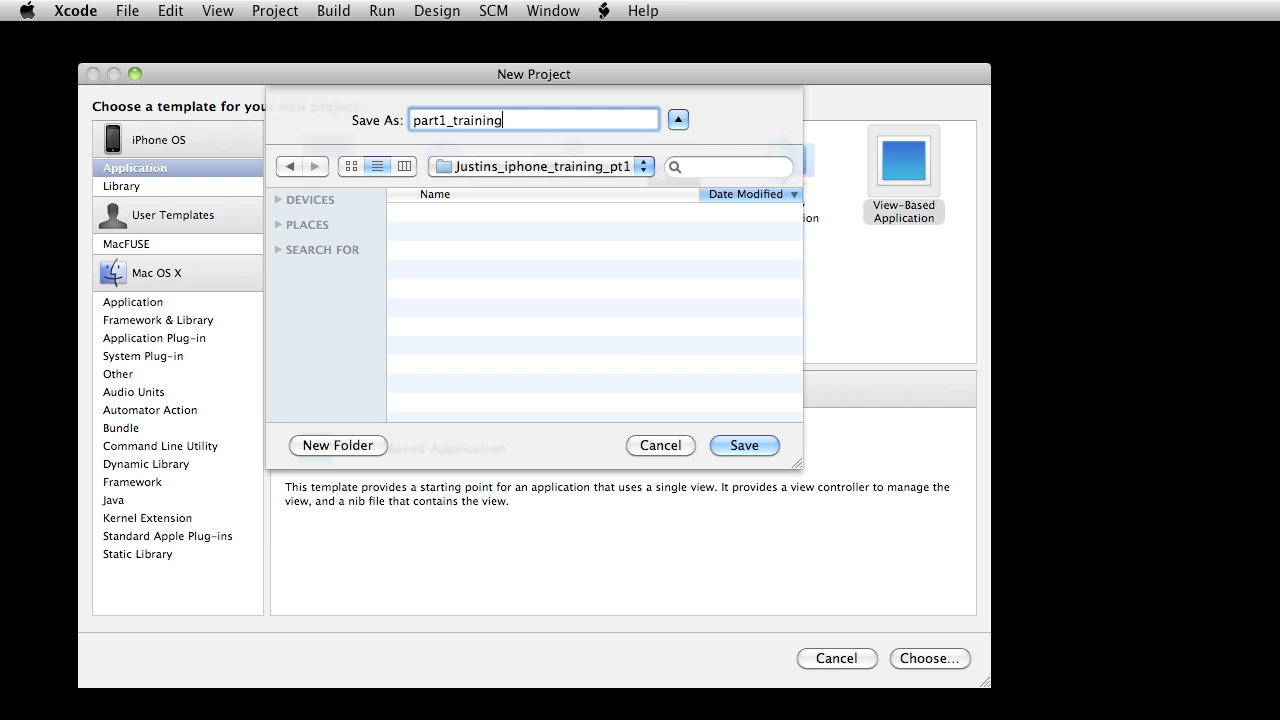 Xcode File Edit View Project Build Run Design SCM Window Help
New Project
Choose a template for your new project:
Save As: part1_training
iPhone OS
Application
Library
User Templates
MacFUSE
Mac OS X
Application
Framework & Library
Application Plug-in
System Plug-in
Other
Audio Units
Automator Action
Bundle
Command Line Utility
Dynamic Library
Framework
Java
Kernel Extension
Standard Apple Plug-ins
Static Library
Justins_iphone_training_pt1
Name Date Modified
DEVICES
PLACES
SEARCH FOR
View-Based
Application
New Folder Cancel Save
Based Application
This template provides a starting point for an application that uses a single view. It provides a view controller to manage the
view, and a nib file that contains the view.
Cancel Choose...